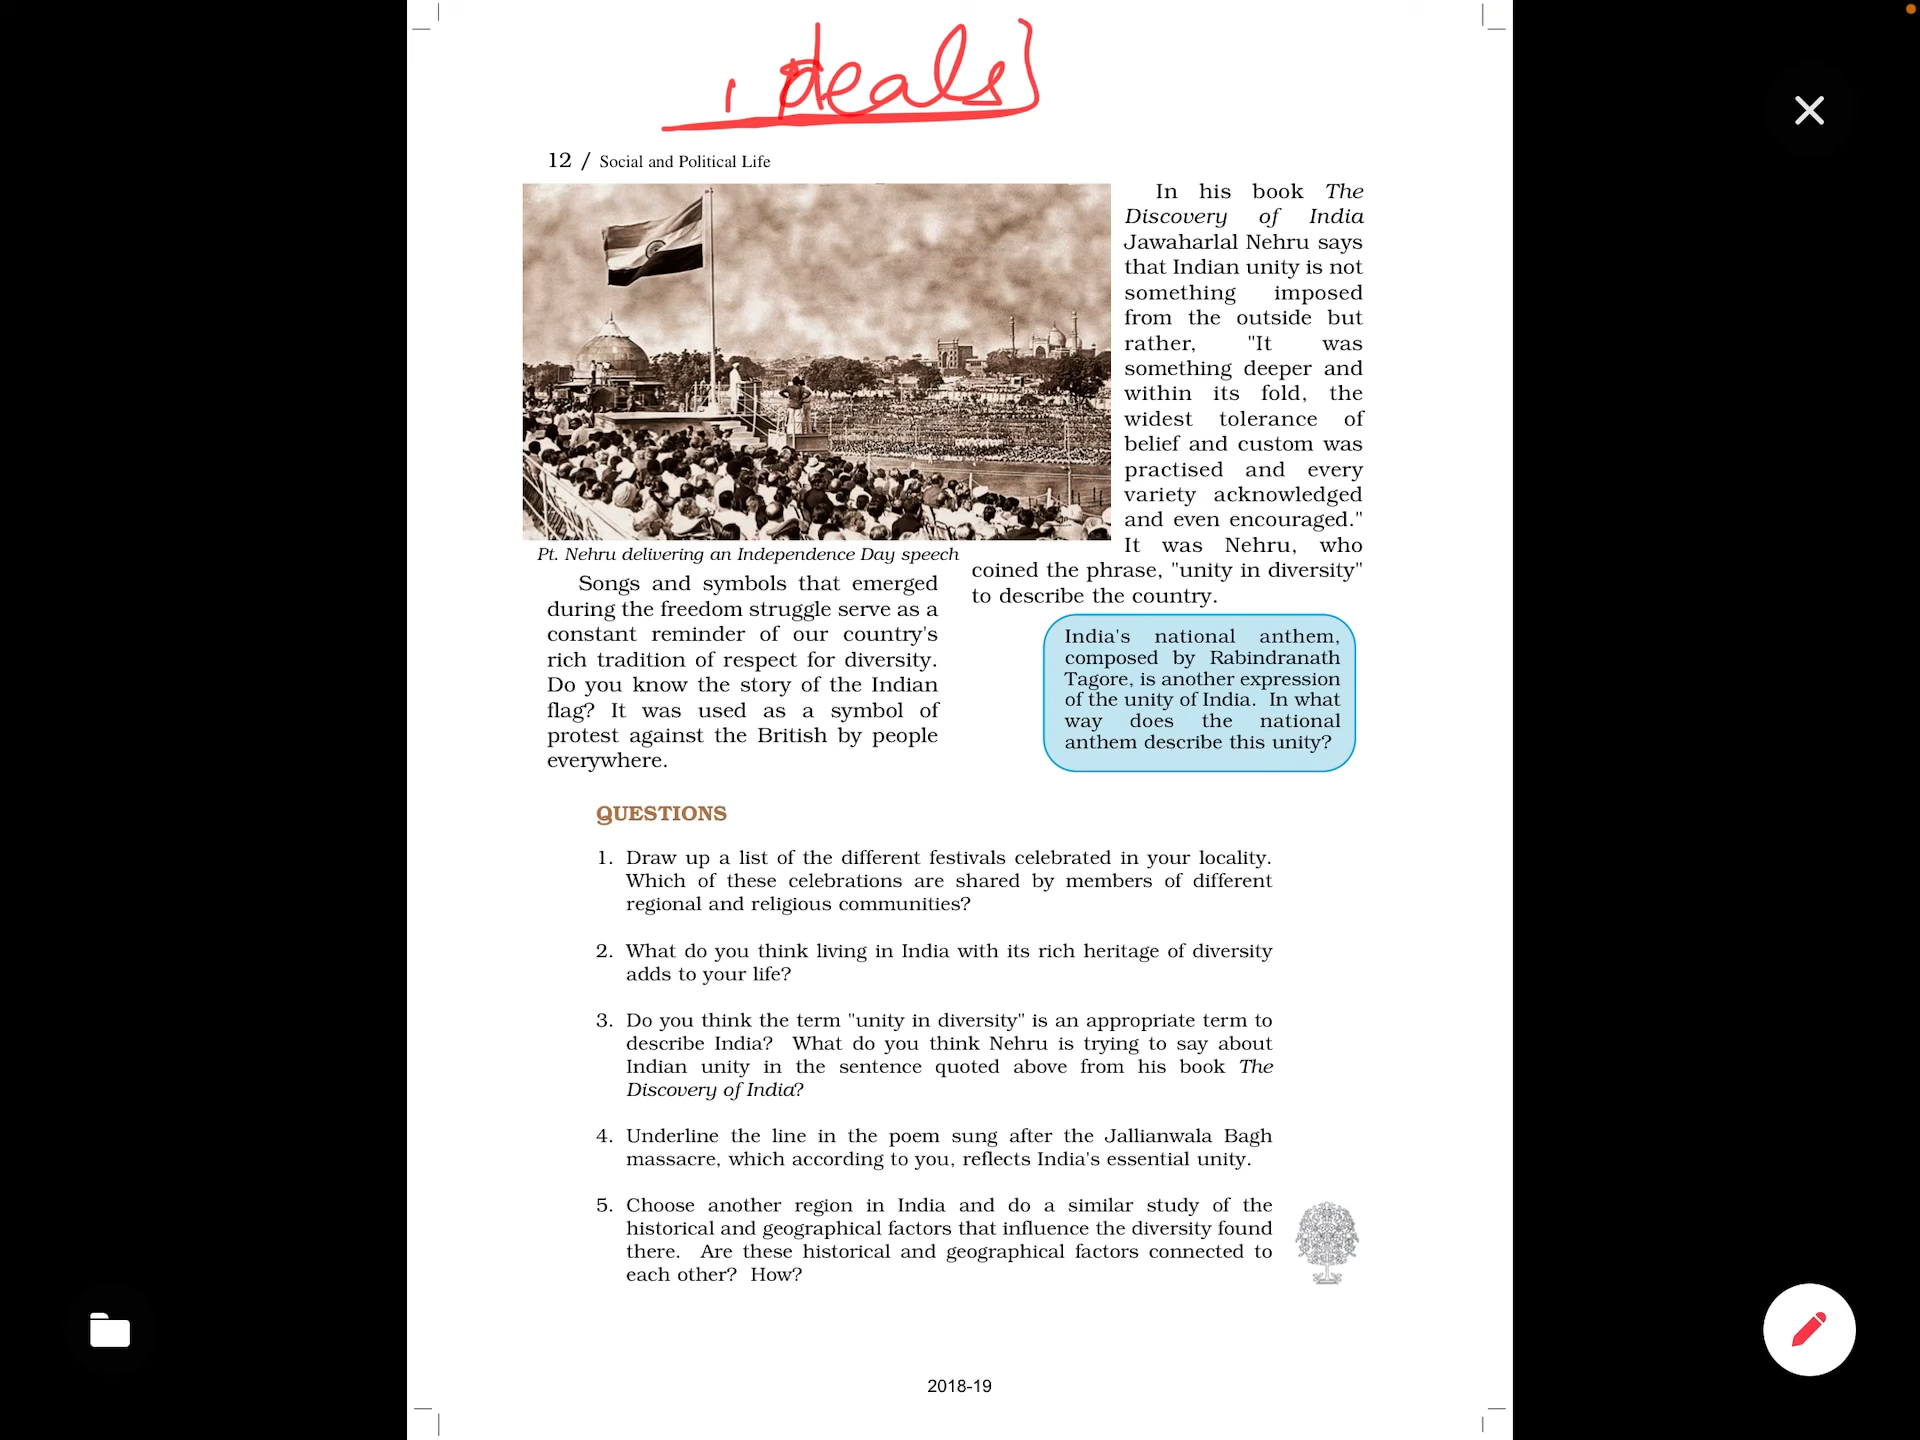 ideals
12 / Social and Political Life
In his book The
Discovery of India
Jawaharlal Nehru says
that Indian unity is not
something imposed
from the outside but
rather, "It was
something deeper and
within its fold, the
widest tolerance of
belief and custom was
practised and every
variety acknowledged
and even encouraged."
It was Nehru, who
coined the phrase, "unity in diversity"
to describe the country.
Pt. Nehru delivering an Independence Day speech
Songs and symbols that emerged
during the freedom struggle serve as a
constant reminder of our country's
rich tradition of respect for diversity.
Do you know the story of the Indian
flag? It was used as a symbol of
protest against the British by people
everywhere.
India's national anthem,
composed by Rabindranath
Tagore, is another expression
of the unity of India. In what
way does the national
anthem describe this unity?
QUESTIONS
1. Draw up a list of the different festivals celebrated in your locality.
Which of these celebrations are shared by members of different
regional and religious communities?
2. What do you think living in India with its rich heritage of diversity
adds to your life?
3. Do you think the term "unity in diversity" is an appropriate term to
describe India? What do you think Nehru is trying to say about
Indian unity in the sentence quoted above from his book The
Discovery of India?
4. Underline the line in the poem sung after the Jallianwala Bagh
massacre, which according to you, reflects India's essential unity.
5. Choose another region in India and do a similar study of the
historical and geographical factors that influence the diversity found
there. Are these historical and geographical factors connected to
each other? How?
2018-19